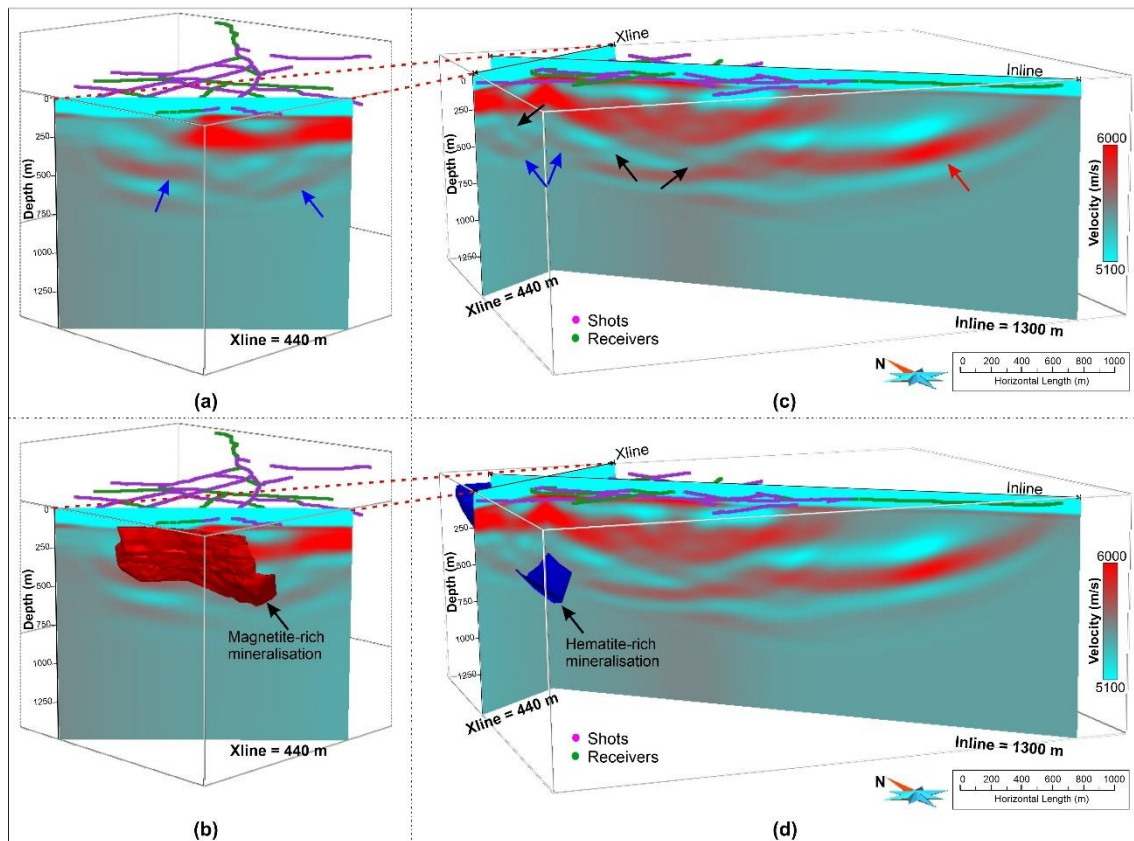 0
250
500
750
1000
1250
Depth (m)
Xline = 440 m
(a)
Xline
Inline
0
250
500
750
1000
1250
Depth (m)
6000
Velocity (m/s)
5100
Xline = 440 m
Shots
Receivers
Inline = 1300 m
N
0 200 400 600 800 1000
Horizontal Length (m)
(c)
0
250
500
750
1000
1250
Depth (m)
Magnetite-rich
mineralisation
Xline = 440 m
(b)
Xline
Inline
0
250
500
750
1000
1250
Depth (m)
Hematite-rich
mineralisation
6000
Velocity (m/s)
5100
Xline = 440 m
Shots
Receivers
Inline = 1300 m
N
0 200 400 600 800 1000
Horizontal Length (m)
(d)